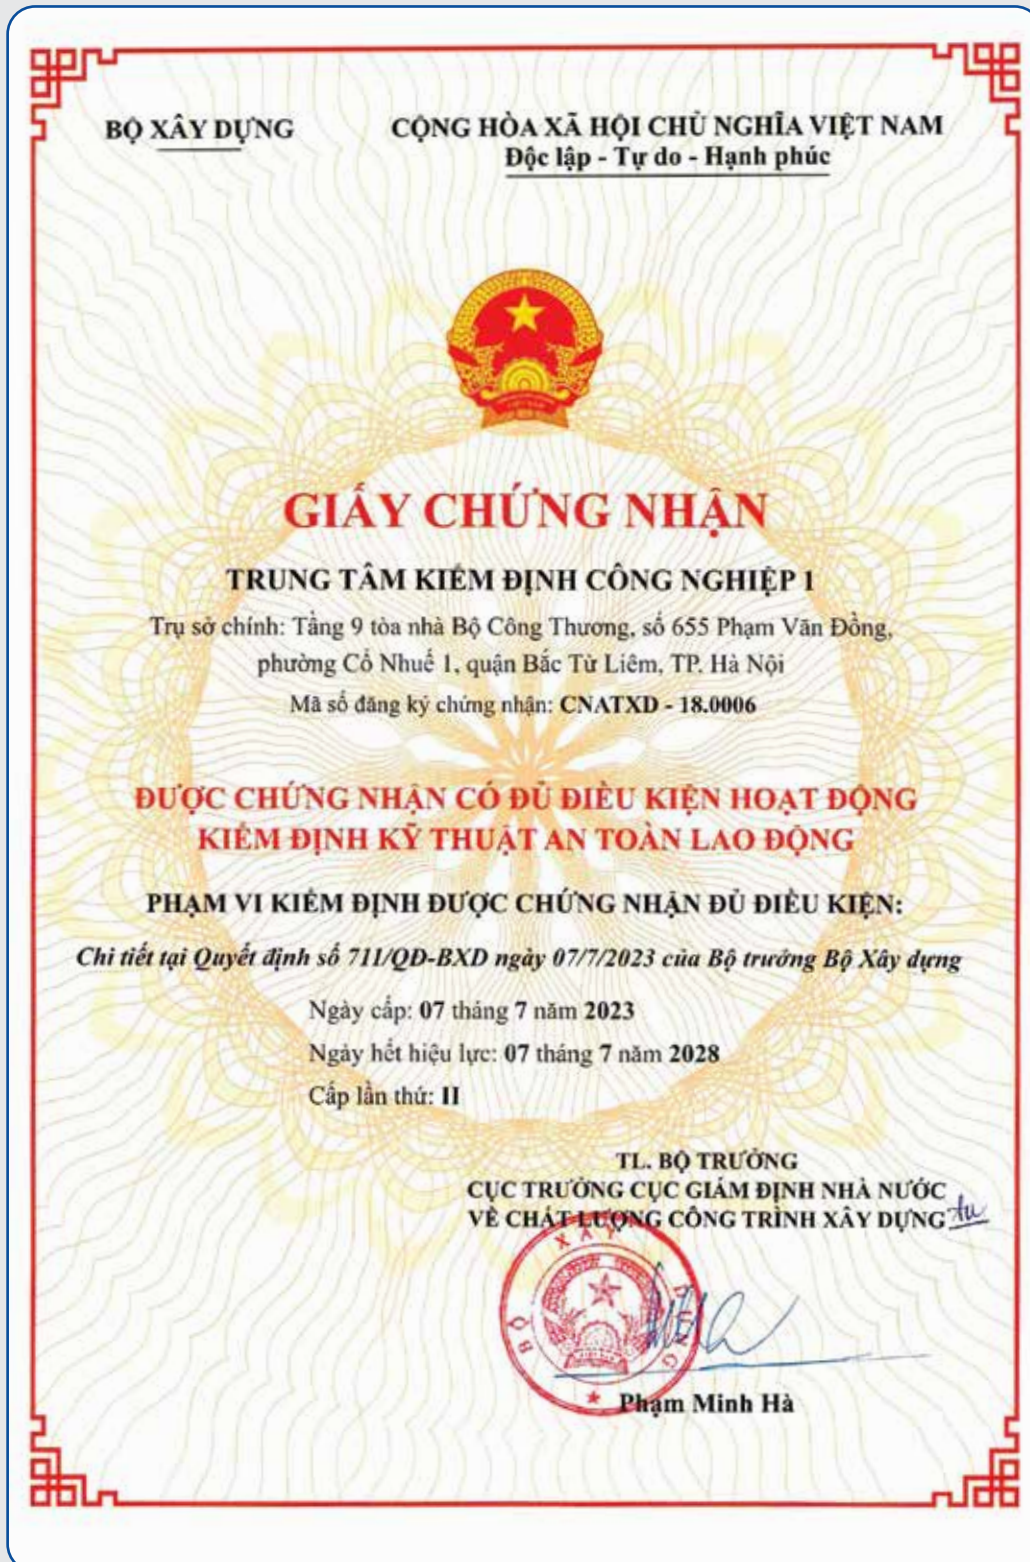 BỘ XÂY DỰNG
CỘNG HÒA XÃ HỘI CHỦ NGHĨA VIỆT NAM
Độc lập - Tự do - Hạnh phúc
GIẤY CHỨNG NHẬN
TRUNG TÂM KIỂM ĐỊNH CÔNG NGHIỆP 1
Trụ sở chính: Tầng 9 tòa nhà Bộ Công Thương, số 655 Phạm Văn Đồng,
phường Cổ Nhuế 1, quận Bắc Từ Liêm, TP. Hà Nội
Mã số đăng ký chứng nhận: CNATXD - 18.0006
ĐƯỢC CHỨNG NHẬN CÓ ĐỦ ĐIỀU KIỆN HOẠT ĐỘNG
KIỂM ĐỊNH KỸ THUẬT AN TOÀN LAO ĐỘNG
PHẠM VI KIỂM ĐỊNH ĐƯỢC CHỨNG NHẬN ĐỦ ĐIỀU KIỆN:
Chi tiết tại Quyết định số 711/QĐ-BXD ngày 07/7/2023 của Bộ trưởng Bộ Xây dựng
Ngày cấp: 07 tháng 7 năm 2023
Ngày hết hiệu lực: 07 tháng 7 năm 2028
Cấp lần thứ: II
TL. BỘ TRƯỞNG
CỤC TRƯỞNG CỤC GIÁM ĐỊNH NHÀ NƯỚC
VỀ CHẤT LƯỢNG CÔNG TRÌNH XÂY DỰNG
BỘ XÂY DỰNG
Phạm Minh Hà